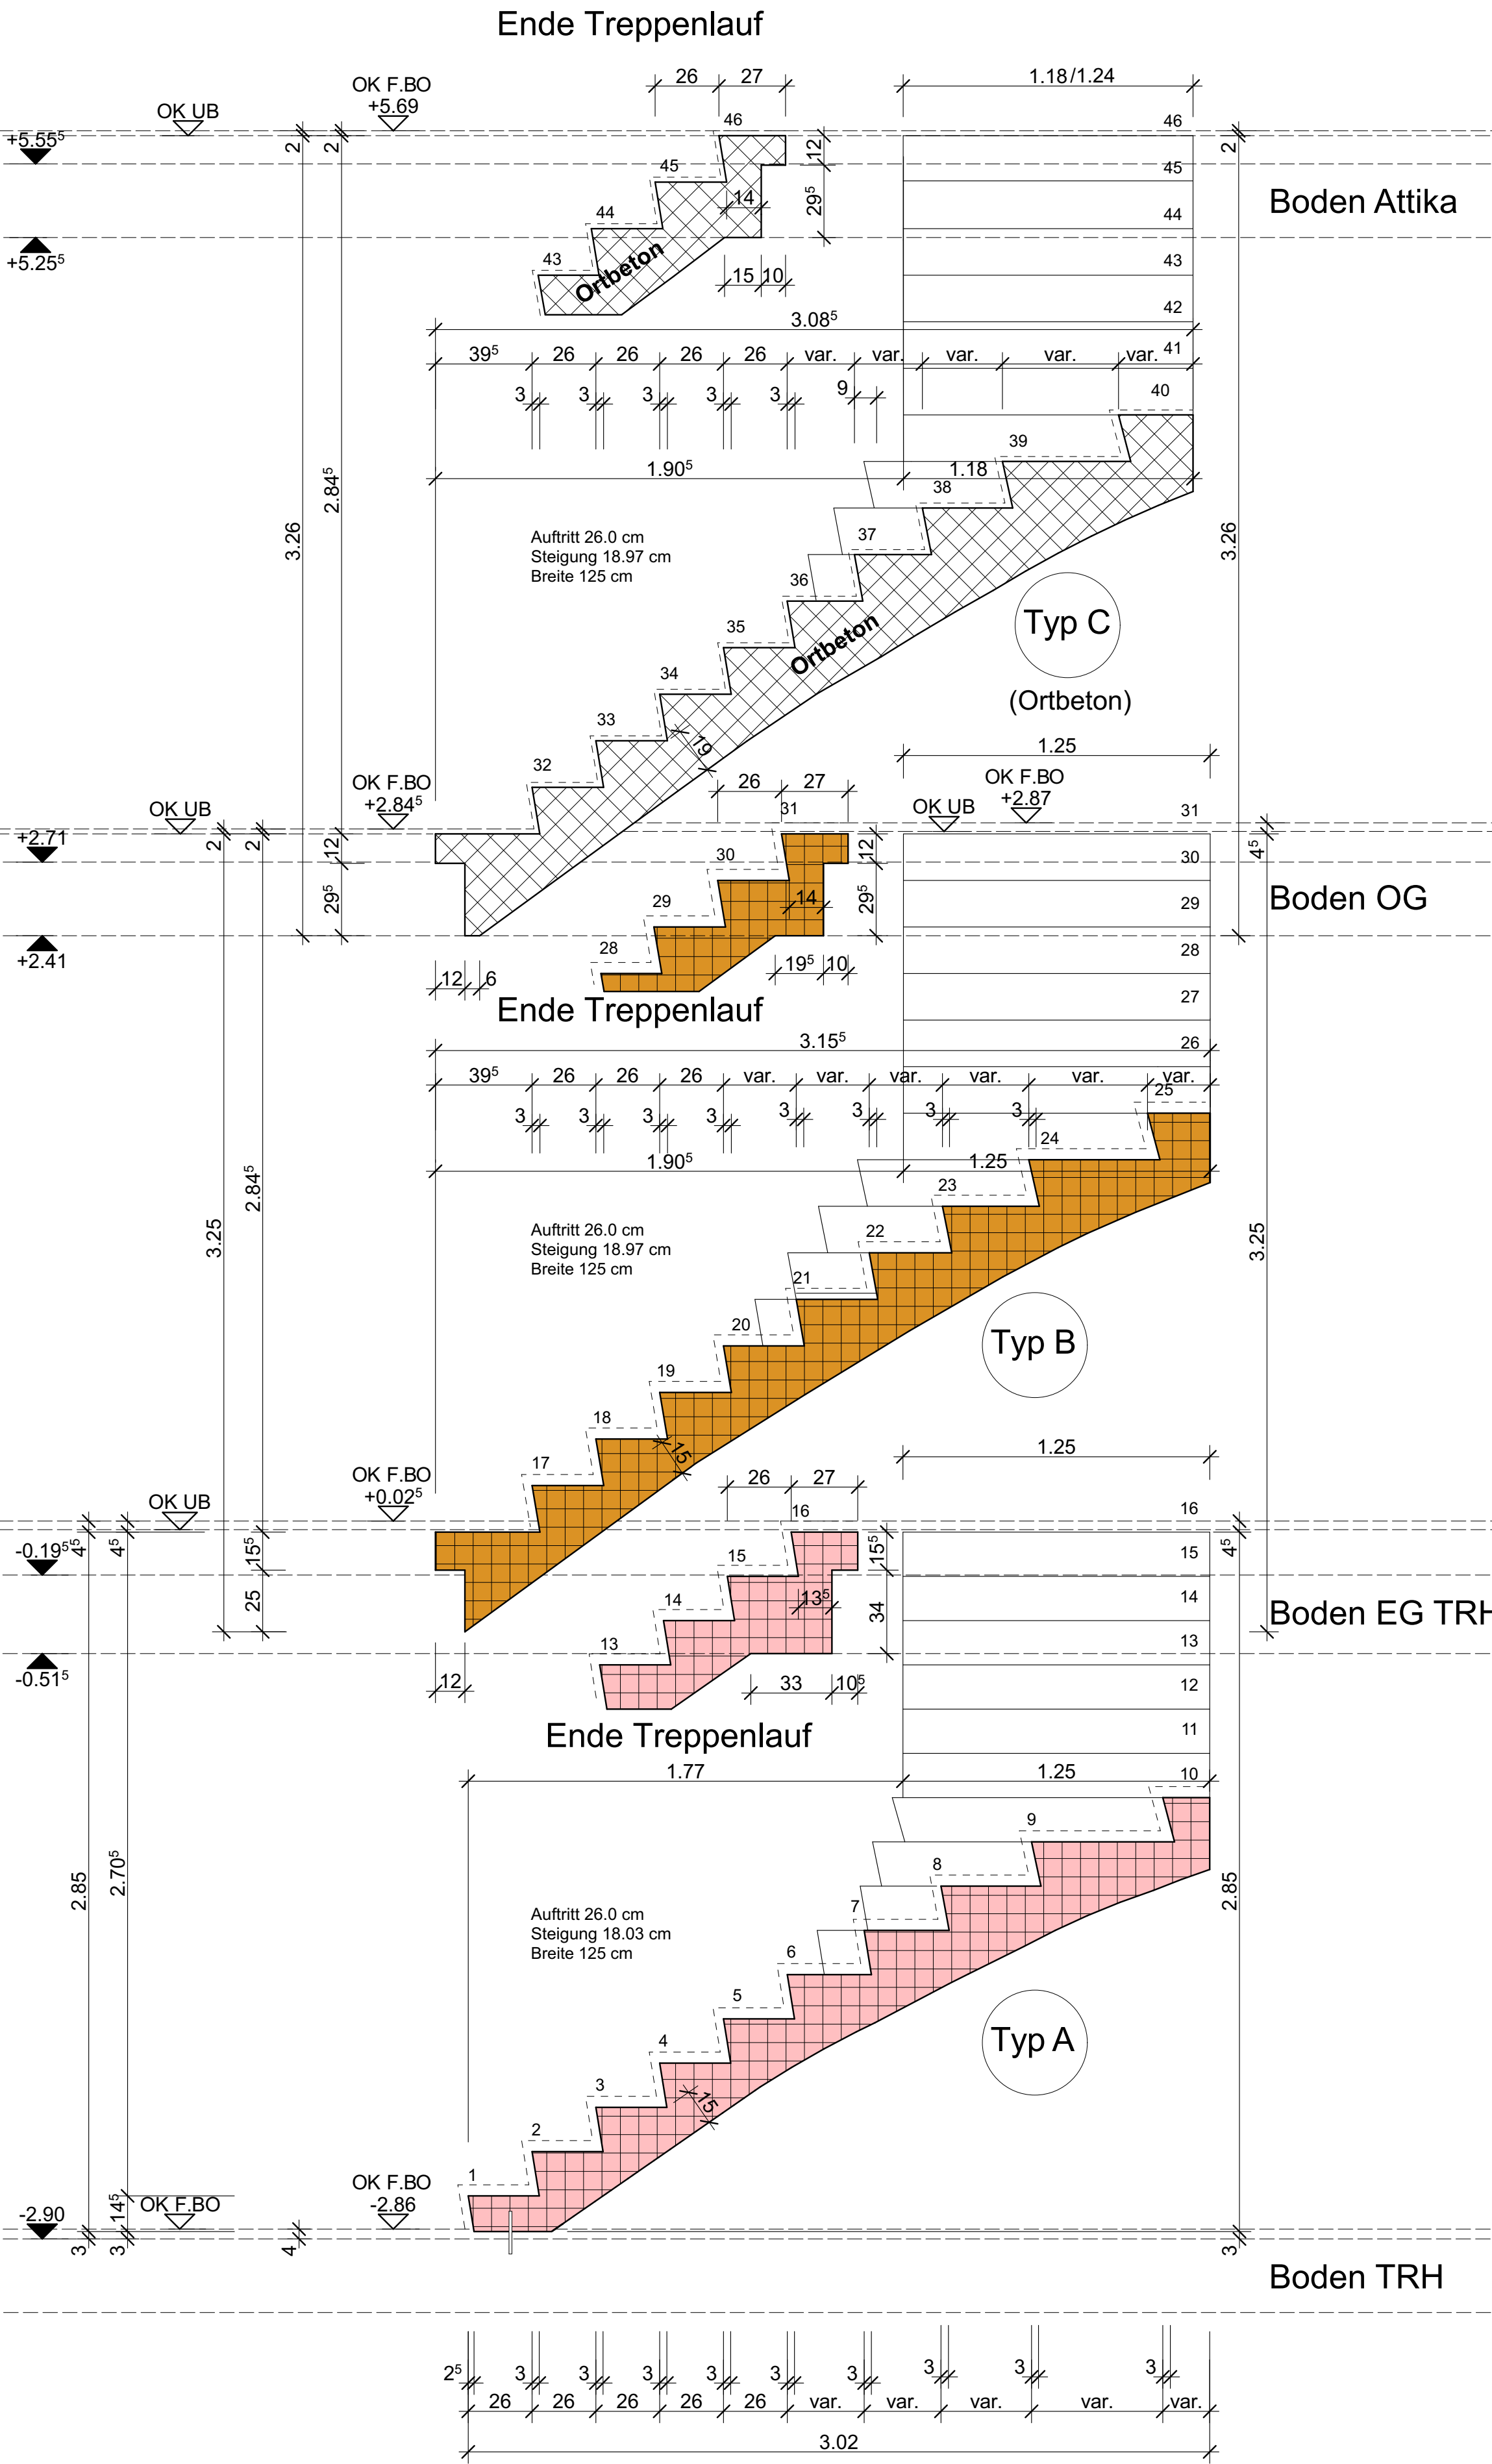 Ende Treppenlauf
26 27 1.18/1.24
OK F.BO
+5.69
OK UB
46 46
+5.55⁵
2 2 12 2
45 45
14 29⁵
Boden Attika
44 44
+5.25⁵
43 43
Ortbeton
15 10
42
3.08⁵
39⁵ 26 26 26 26 var. var. var. var. var. 41
3 3 3 3 3 9 40
39
1.90⁵ 1.18
38
2.84⁵
3.26 3.26
Auftritt 26.0 cm
Steigung 18.97 cm
Breite 125 cm
37
36
Typ C
35
Ortbeton
34
(Ortbeton)
33
19
1.25
32
OK F.BO
+2.84⁵
26 27
OK F.BO
+2.87
OK UB
OK UB
31 31
+2.71
2 2 12 12 4⁵
30 30
29⁵ 14 29⁵
29 29
Boden OG
28 28
+2.41
12 6 19⁵ 10
27
Ende Treppenlauf
3.15⁵
26
39⁵ 26 26 26 var. var. var. var. var. var.
3 3 3 3 3 3 3 3
25
24
1.90⁵ 1.25
23
2.84⁵
3.25 3.25
Auftritt 26.0 cm
Steigung 18.97 cm
Breite 125 cm
22
21
20
Typ B
19
18
15
1.25
17
OK F.BO
+0.02⁵
26 27
OK UB
16 16
-0.19⁵
4⁵ 4⁵ 15⁵ 15⁵ 4⁵
15 15
25 13⁵ 34
14 14
Boden EG TRH
13 13
-0.51⁵
12 33 10⁵
12
Ende Treppenlauf
11
1.77 1.25
10
9
8
2.85 2.70⁵ 2.85
Auftritt 26.0 cm
Steigung 18.03 cm
Breite 125 cm
7
6
5
Typ A
4
3
15
2
1
OK F.BO
-2.86
OK F.BO
-2.90
14⁵
3 3 4 3
Boden TRH
2⁵ 3 3 3 3 3 3 3 3 3
26 26 26 26 26 var. var. var. var. var.
3.02